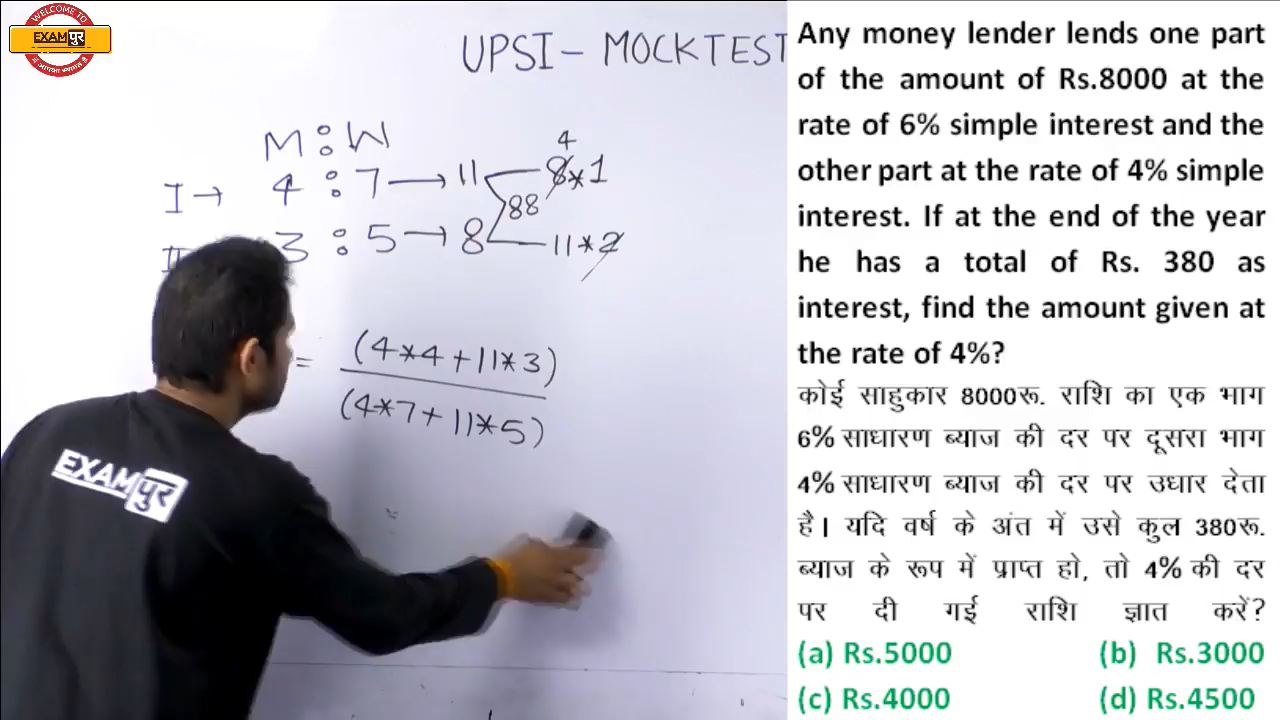 WELCOME TO
EXAMपुर
UPSI - MOCKTEST
M : W
I → 4 : 7 → 11
88
4
8*1
II
3 : 5 → 8
11*2
= (4*4+11*3)
(4*7+11*5)
=
EXAMपुर
Any money lender lends one part
of the amount of Rs.8000 at the
rate of 6% simple interest and the
other part at the rate of 4% simple
interest. If at the end of the year
he has a total of Rs. 380 as
interest, find the amount given at
the rate of 4%?
कोई साहुकार 8000रू. राशि का एक भाग
6% साधारण ब्याज की दर पर दूसरा भाग
4% साधारण ब्याज की दर पर उधार देता
है। यदि वर्ष के अंत में उसे कुल 380रू.
ब्याज के रूप में प्राप्त हो, तो 4% की दर
पर दी गई राशि ज्ञात करें?
(a) Rs.5000 (b) Rs.3000
(c) Rs.4000 (d) Rs.4500